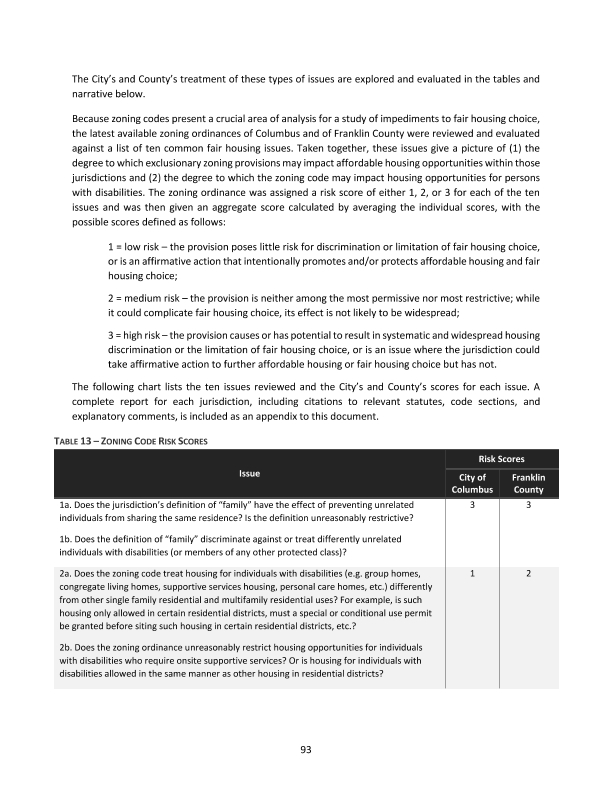 The City’s and County’s treatment of these types of issues are explored and evaluated in the tables and
narrative below.
Because zoning codes present a crucial area of analysis for a study of impediments to fair housing choice,
the latest available zoning ordinances of Columbus and of Franklin County were reviewed and evaluated
against a list of ten common fair housing issues. Taken together, these issues give a picture of (1) the
degree to which exclusionary zoning provisions may impact affordable housing opportunities within those
jurisdictions and (2) the degree to which the zoning code may impact housing opportunities for persons
with disabilities. The zoning ordinance was assigned a risk score of either 1, 2, or 3 for each of the ten
issues and was then given an aggregate score calculated by averaging the individual scores, with the
possible scores defined as follows:
1 = low risk – the provision poses little risk for discrimination or limitation of fair housing choice,
or is an affirmative action that intentionally promotes and/or protects affordable housing and fair
housing choice;
2 = medium risk – the provision is neither among the most permissive nor most restrictive; while
it could complicate fair housing choice, its effect is not likely to be widespread;
3 = high risk – the provision causes or has potential to result in systematic and widespread housing
discrimination or the limitation of fair housing choice, or is an issue where the jurisdiction could
take affirmative action to further affordable housing or fair housing choice but has not.
The following chart lists the ten issues reviewed and the City’s and County’s scores for each issue. A
complete report for each jurisdiction, including citations to relevant statutes, code sections, and
explanatory comments, is included as an appendix to this document.
TABLE 13 – ZONING CODE RISK SCORES
Issue
Risk Scores
City of
Columbus
Franklin
County
1a. Does the jurisdiction’s definition of “family” have the effect of preventing unrelated
individuals from sharing the same residence? Is the definition unreasonably restrictive?
1b. Does the definition of “family” discriminate against or treat differently unrelated
individuals with disabilities (or members of any other protected class)?
3
3
2a. Does the zoning code treat housing for individuals with disabilities (e.g. group homes,
congregate living homes, supportive services housing, personal care homes, etc.) differently
from other single family residential and multifamily residential uses? For example, is such
housing only allowed in certain residential districts, must a special or conditional use permit
be granted before siting such housing in certain residential districts, etc.?
2b. Does the zoning ordinance unreasonably restrict housing opportunities for individuals
with disabilities who require onsite supportive services? Or is housing for individuals with
disabilities allowed in the same manner as other housing in residential districts?
1
2
93